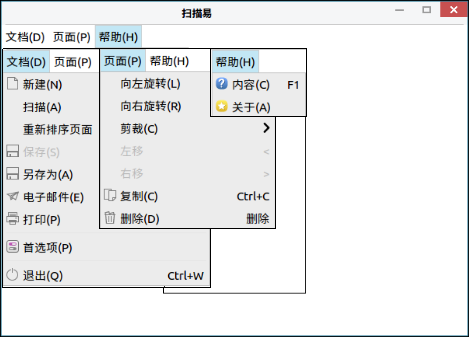 扫描易
文档(D) 页面(P) 帮助(H)
文档(D) 页面(P)
新建(N)
扫描(A)
重新排序页面
保存(S)
另存为(A)
电子邮件(E)
打印(P)
首选项(P)
退出(Q) Ctrl+W
页面(P) 帮助(H)
向左旋转(L)
向右旋转(R)
剪裁(C)
左移 <
右移 >
复制(C) Ctrl+C
删除(D) 删除
帮助(H)
内容(C) F1
关于(A)